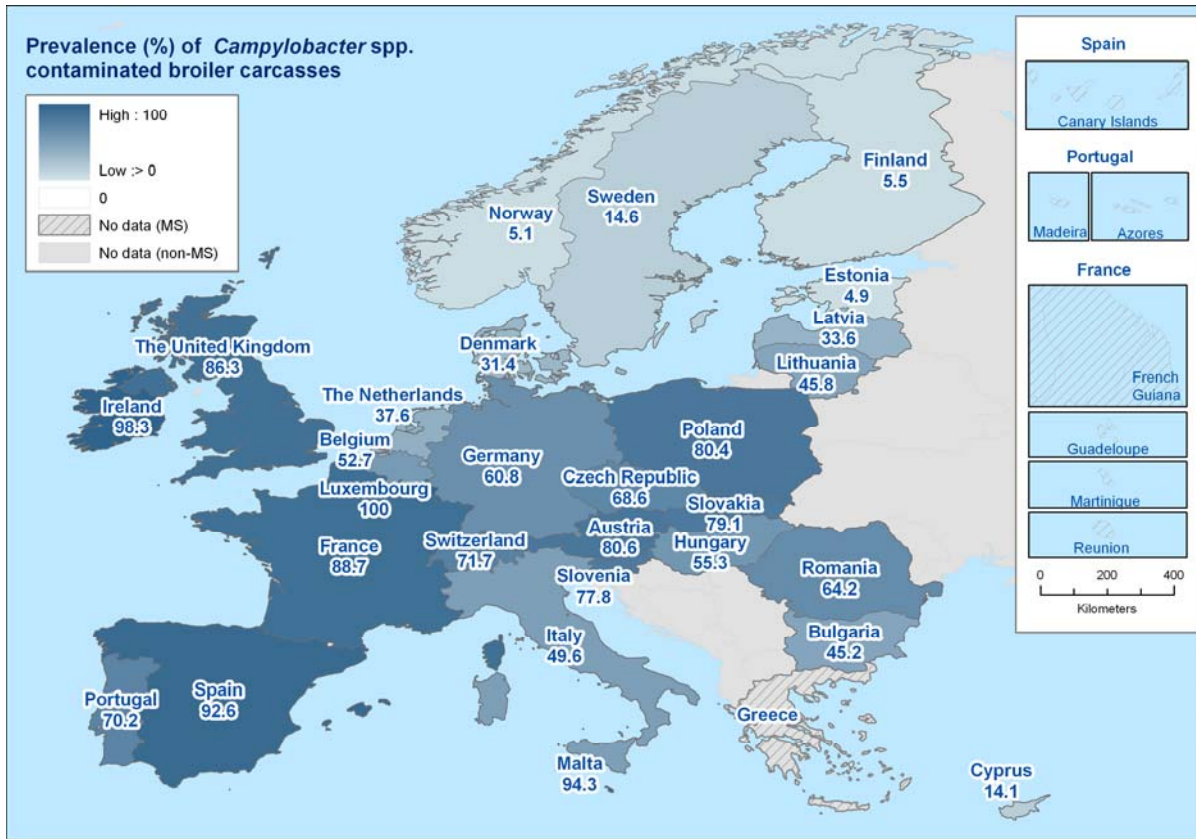 Prevalence (%) of Campylobacter spp.
contaminated broiler carcasses
High : 100
Low :> 0
0
No data (MS)
No data (non-MS)
Norway
5.1
Sweden
14.6
Finland
5.5
Estonia
4.9
Latvia
33.6
Lithuania
45.8
Denmark
31.4
The United Kingdom
86.3
Ireland
98.3
The Netherlands
37.6
Belgium
52.7
Luxembourg
100
Germany
60.8
Poland
80.4
Czech Republic
68.6
Slovakia
79.1
Austria
80.6
Hungary
55.3
France
88.7
Switzerland
71.7
Slovenia
77.8
Romania
64.2
Italy
49.6
Bulgaria
45.2
Portugal
70.2
Spain
92.6
Greece
Malta
94.3
Cyprus
14.1
Spain
Canary Islands
Portugal
Madeira
Azores
France
French
Guiana
Guadeloupe
Martinique
Reunion
0 200 400
Kilometers